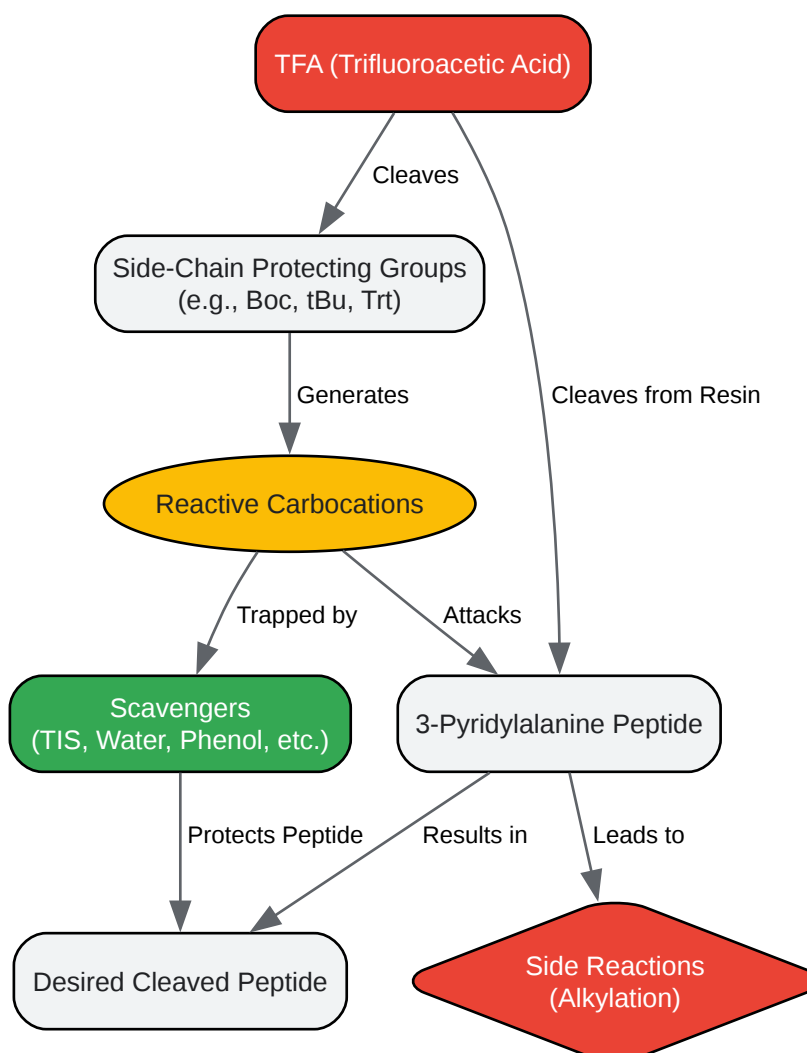 TFA (Trifluoroacetic Acid)
Cleaves
Side-Chain Protecting Groups
(e.g., Boc, tBu, Trt)
Generates
Cleaves from Resin
Reactive Carbocations
Trapped by
Attacks
Scavengers
(TIS, Water, Phenol, etc.)
3-Pyridylalanine Peptide
Protects Peptide
Results in
Leads to
Desired Cleaved Peptide
Side Reactions
(Alkylation)